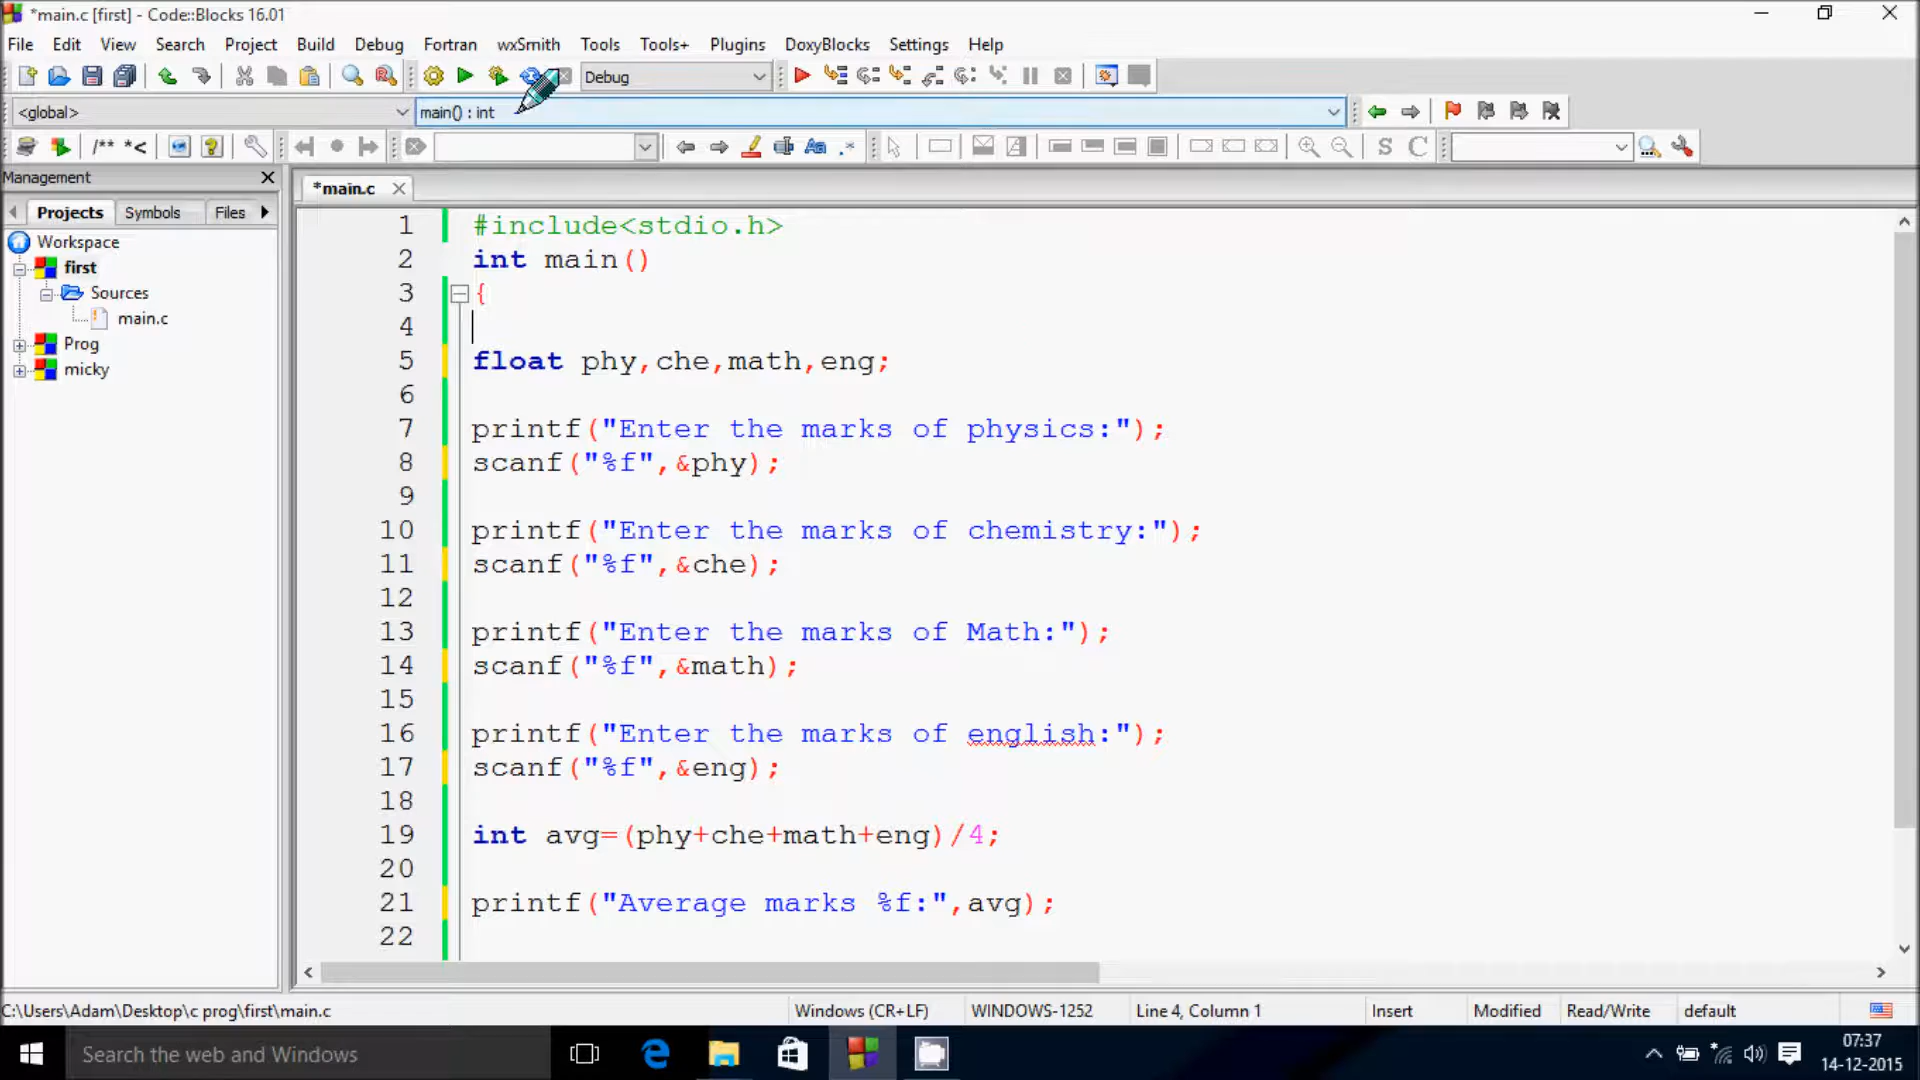 *main.c [first] - Code::Blocks 16.01
File Edit View Search Project Build Debug Fortran wxSmith Tools Tools+ Plugins DoxyBlocks Settings Help
Debug
<global> main() : int
/** *<
Aa .*
S C
Management
Projects Symbols Files
*main.c
Workspace
first
Sources
main.c
Prog
micky
1 #include<stdio.h>
2 int main()
3 {
4
5 float phy,che,math,eng;
6
7 printf("Enter the marks of physics:");
8 scanf("%f",&phy);
9
10 printf("Enter the marks of chemistry:");
11 scanf("%f",&che);
12
13 printf("Enter the marks of Math:");
14 scanf("%f",&math);
15
16 printf("Enter the marks of english:");
17 scanf("%f",&eng);
18
19 int avg=(phy+che+math+eng)/4;
20
21 printf("Average marks %f:",avg);
22
C:\Users\Adam\Desktop\c prog\first\main.c Windows (CR+LF) WINDOWS-1252 Line 4, Column 1 Insert Modified Read/Write default
Search the web and Windows
07:37
14-12-2015